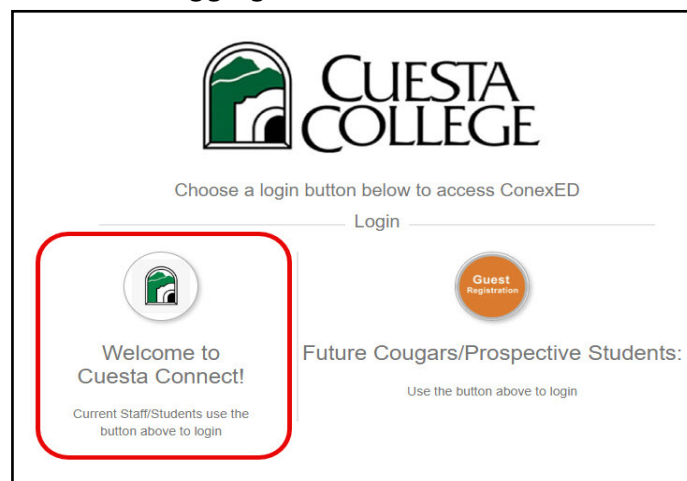 CUESTA
COLLEGE
Choose a login button below to access ConexED
Login
Guest
Registration
Welcome to
Cuesta Connect!
Current Staff/Students use the
button above to login
Future Cougars/Prospective Students:
Use the button above to login